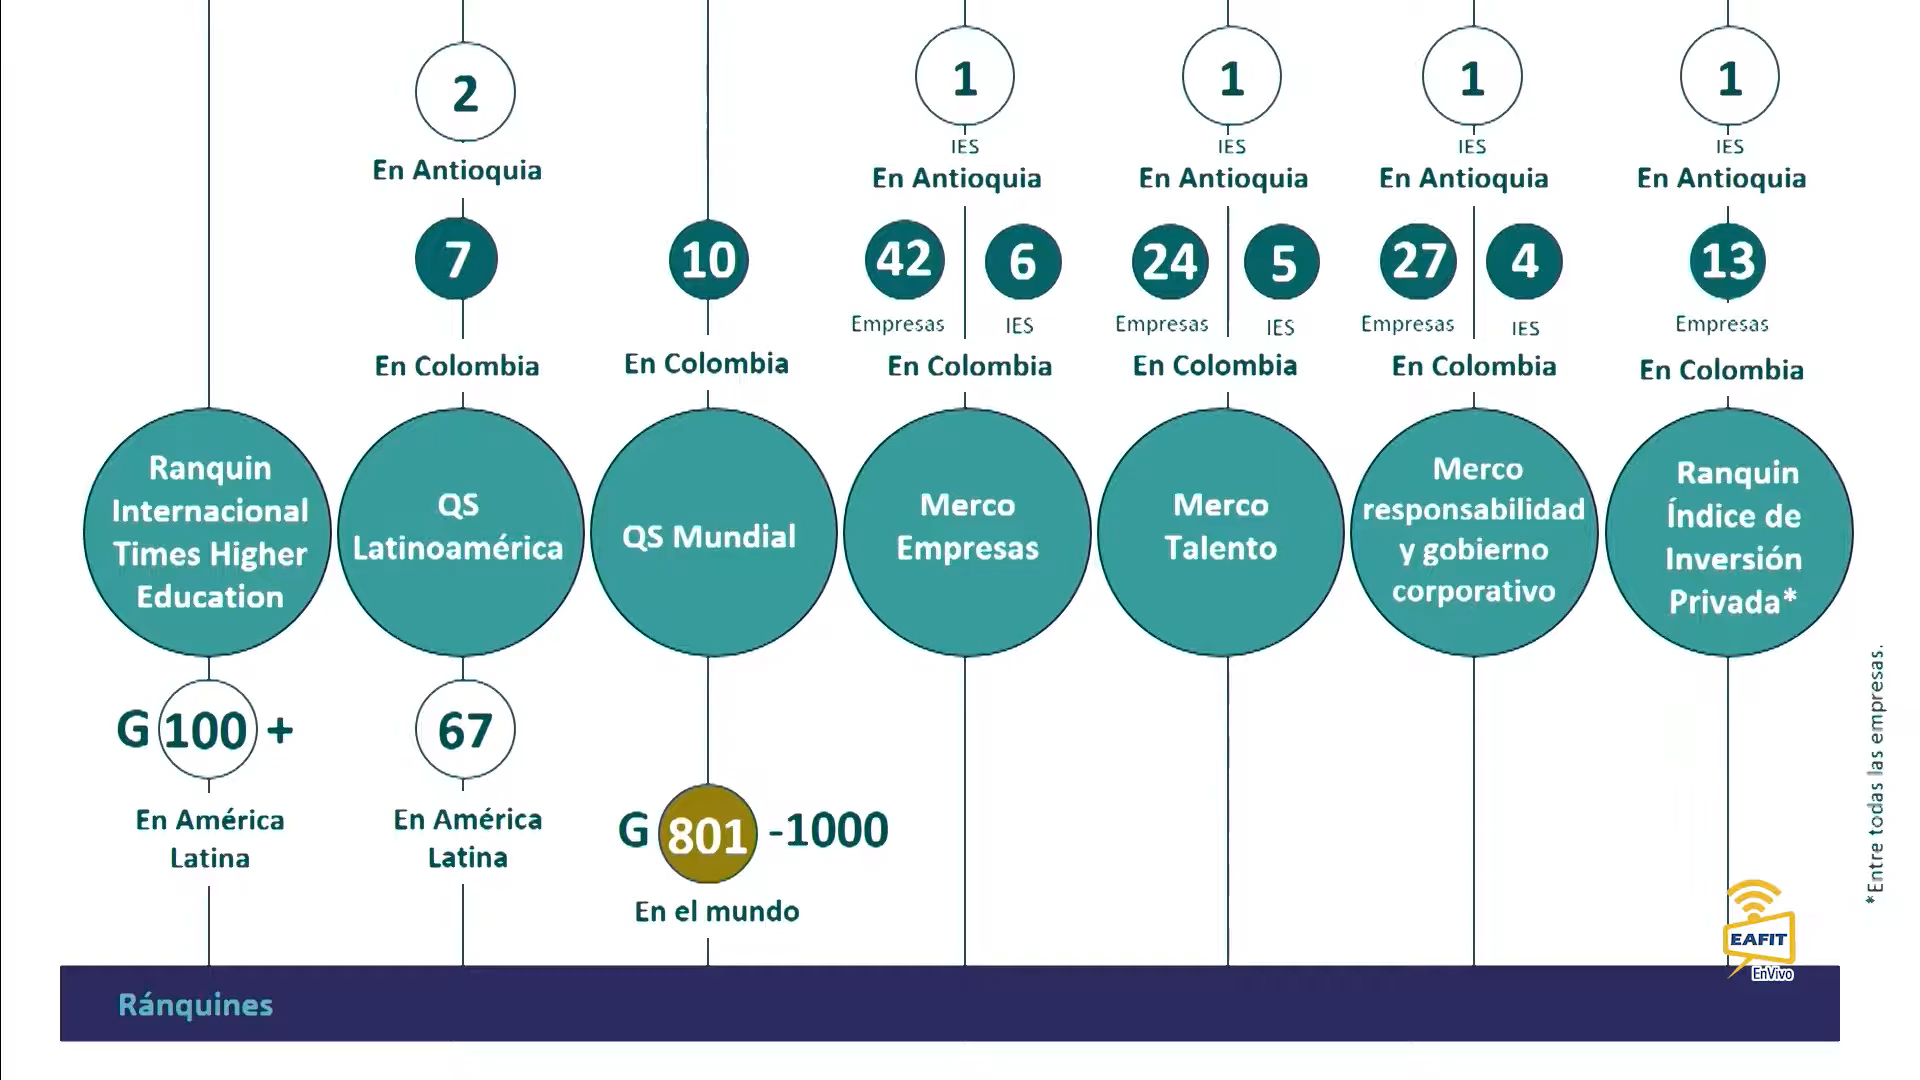 2
En Antioquia
7
En Colombia
10
En Colombia
1
IES
En Antioquia
42
6
Empresas
IES
En Colombia
1
IES
En Antioquia
24
5
Empresas
IES
En Colombia
1
IES
En Antioquia
27
4
Empresas
IES
En Colombia
1
IES
En Antioquia
13
Empresas
En Colombia
Ranquin
Internacional
Times Higher
Education
QS
Latinoamérica
QS Mundial
Merco
Empresas
Merco
Talento
Merco
responsabilidad
y gobierno
corporativo
Ranquin
Índice de
Inversión
Privada*
G 100 +
En América
Latina
67
En América
Latina
G 801 -1000
En el mundo
*Entre todas las empresas.
EAFIT
EnVivo
Ránquines